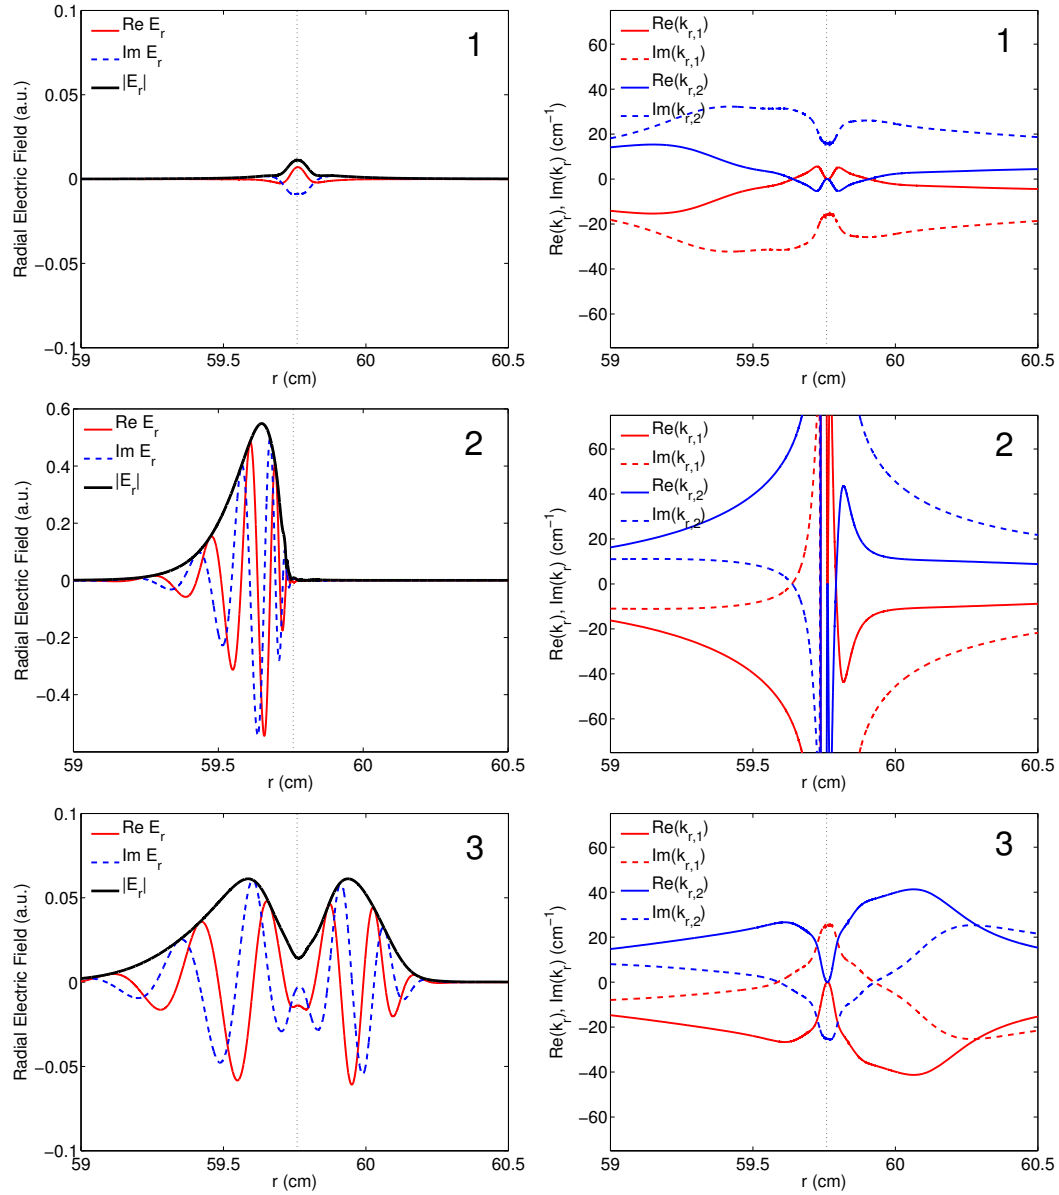 0.1
0.05
0
−0.05
−0.1
59
59.5
60
60.5
r (cm)
Radial Electric Field (a.u.)
Re E_r
Im E_r
|E_r|
1
60
40
20
0
−20
−40
−60
59
59.5
60
60.5
r (cm)
Re(k_r), Im(k_r) (cm^−1)
Re(k_r,1)
Im(k_r,1)
Re(k_r,2)
Im(k_r,2)
1
0.6
0.4
0.2
0
−0.2
−0.4
59
59.5
60
60.5
r (cm)
Radial Electric Field (a.u.)
Re E_r
Im E_r
|E_r|
2
60
40
20
0
−20
−40
−60
59
59.5
60
60.5
r (cm)
Re(k_r), Im(k_r) (cm^−1)
Re(k_r,1)
Im(k_r,1)
Re(k_r,2)
Im(k_r,2)
2
0.1
0.05
0
−0.05
−0.1
59
59.5
60
60.5
r (cm)
Radial Electric Field (a.u.)
Re E_r
Im E_r
|E_r|
3
60
40
20
0
−20
−40
−60
59
59.5
60
60.5
r (cm)
Re(k_r), Im(k_r) (cm^−1)
Re(k_r,1)
Im(k_r,1)
Re(k_r,2)
Im(k_r,2)
3